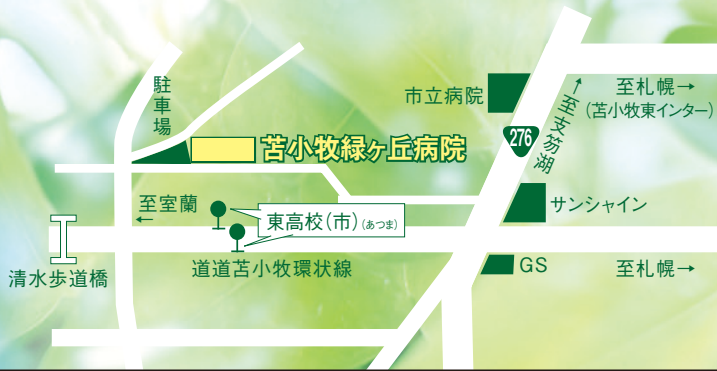 駐車場
市立病院
至札幌→
(苫小牧東インター)
←至支笏湖
276
苫小牧緑ヶ丘病院
至室蘭
←
サンシャイン
東高校(市)(あつま)
清水歩道橋
道道苫小牧環状線
GS
至札幌→